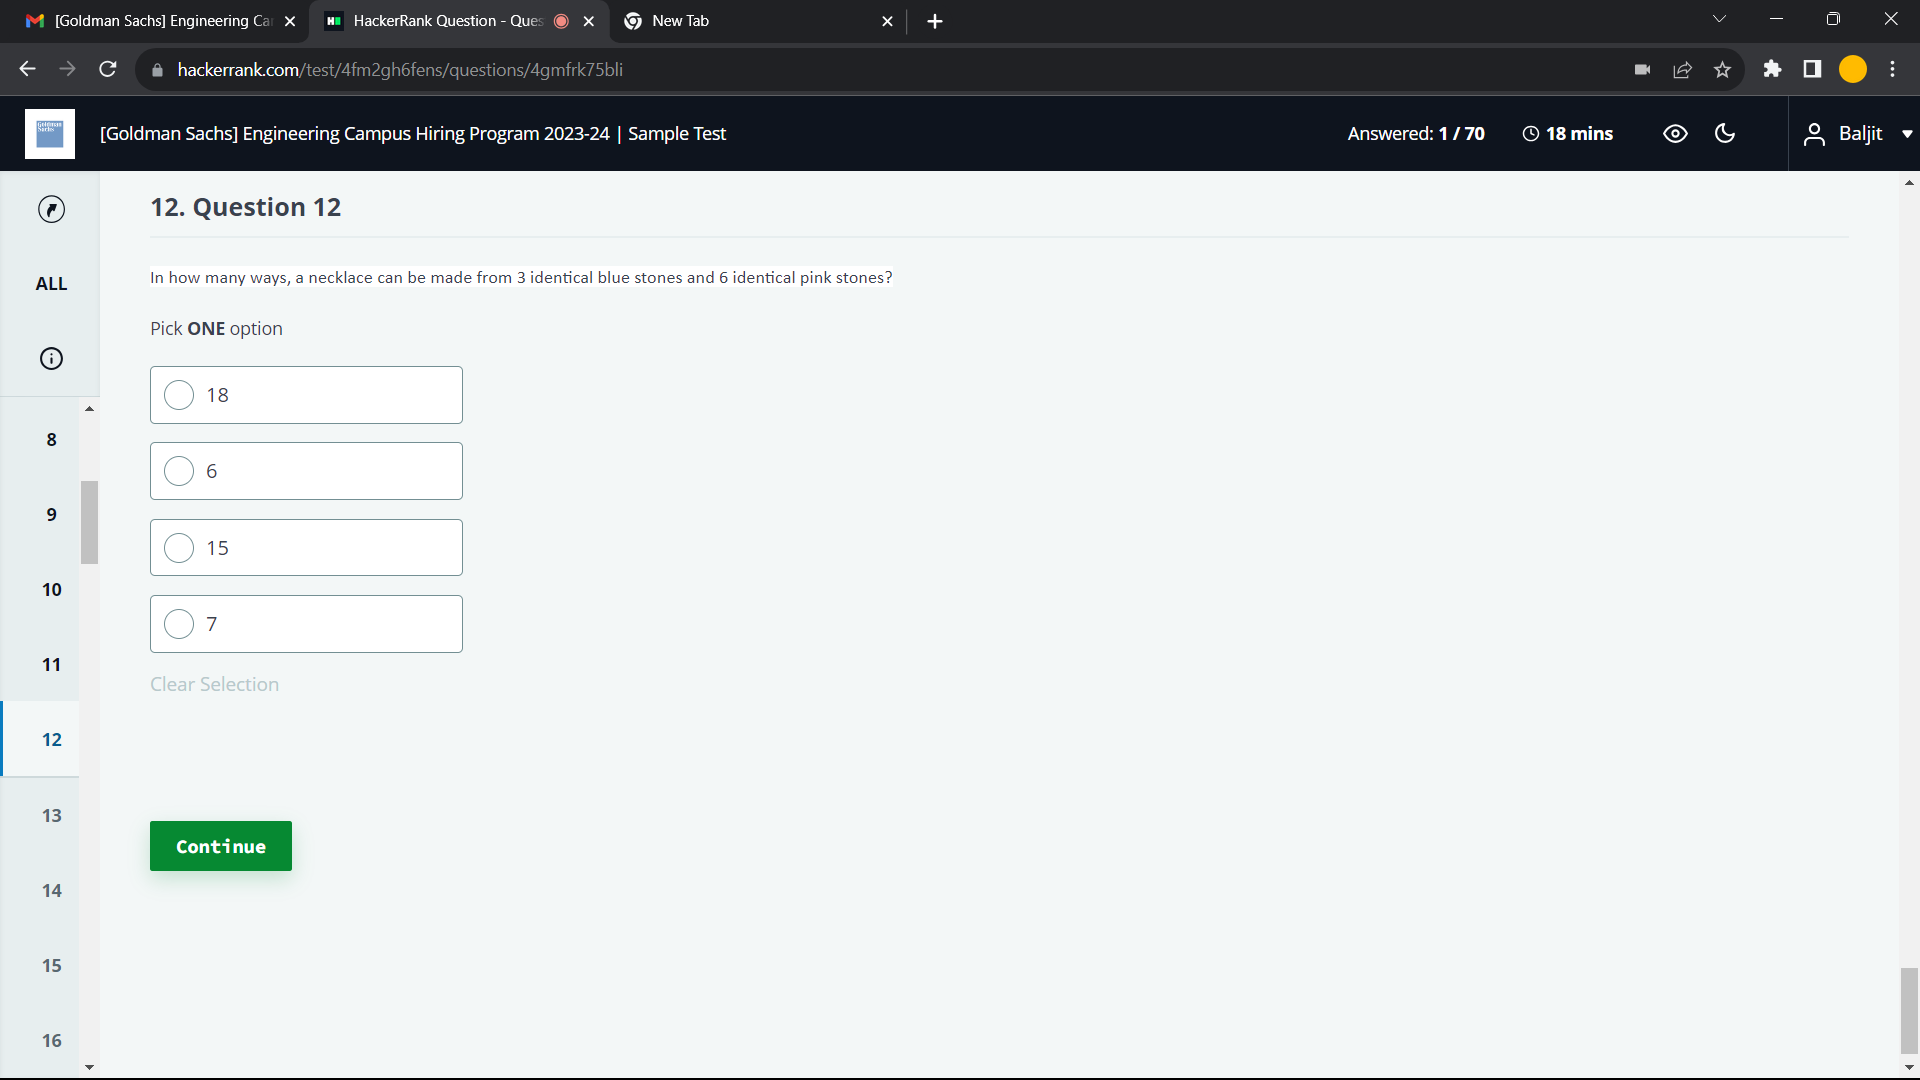 [Goldman Sachs] Engineering Ca
HackerRank Question - Ques
New Tab
hackerrank.com/test/4fm2gh6fens/questions/4gmfrk75bli
Goldman Sachs
[Goldman Sachs] Engineering Campus Hiring Program 2023-24 | Sample Test
Answered: 1 / 70
18 mins
Baljit
ALL
8
9
10
11
12
13
14
15
16
12. Question 12
In how many ways, a necklace can be made from 3 identical blue stones and 6 identical pink stones?
Pick ONE option
18
6
15
7
Clear Selection
Continue